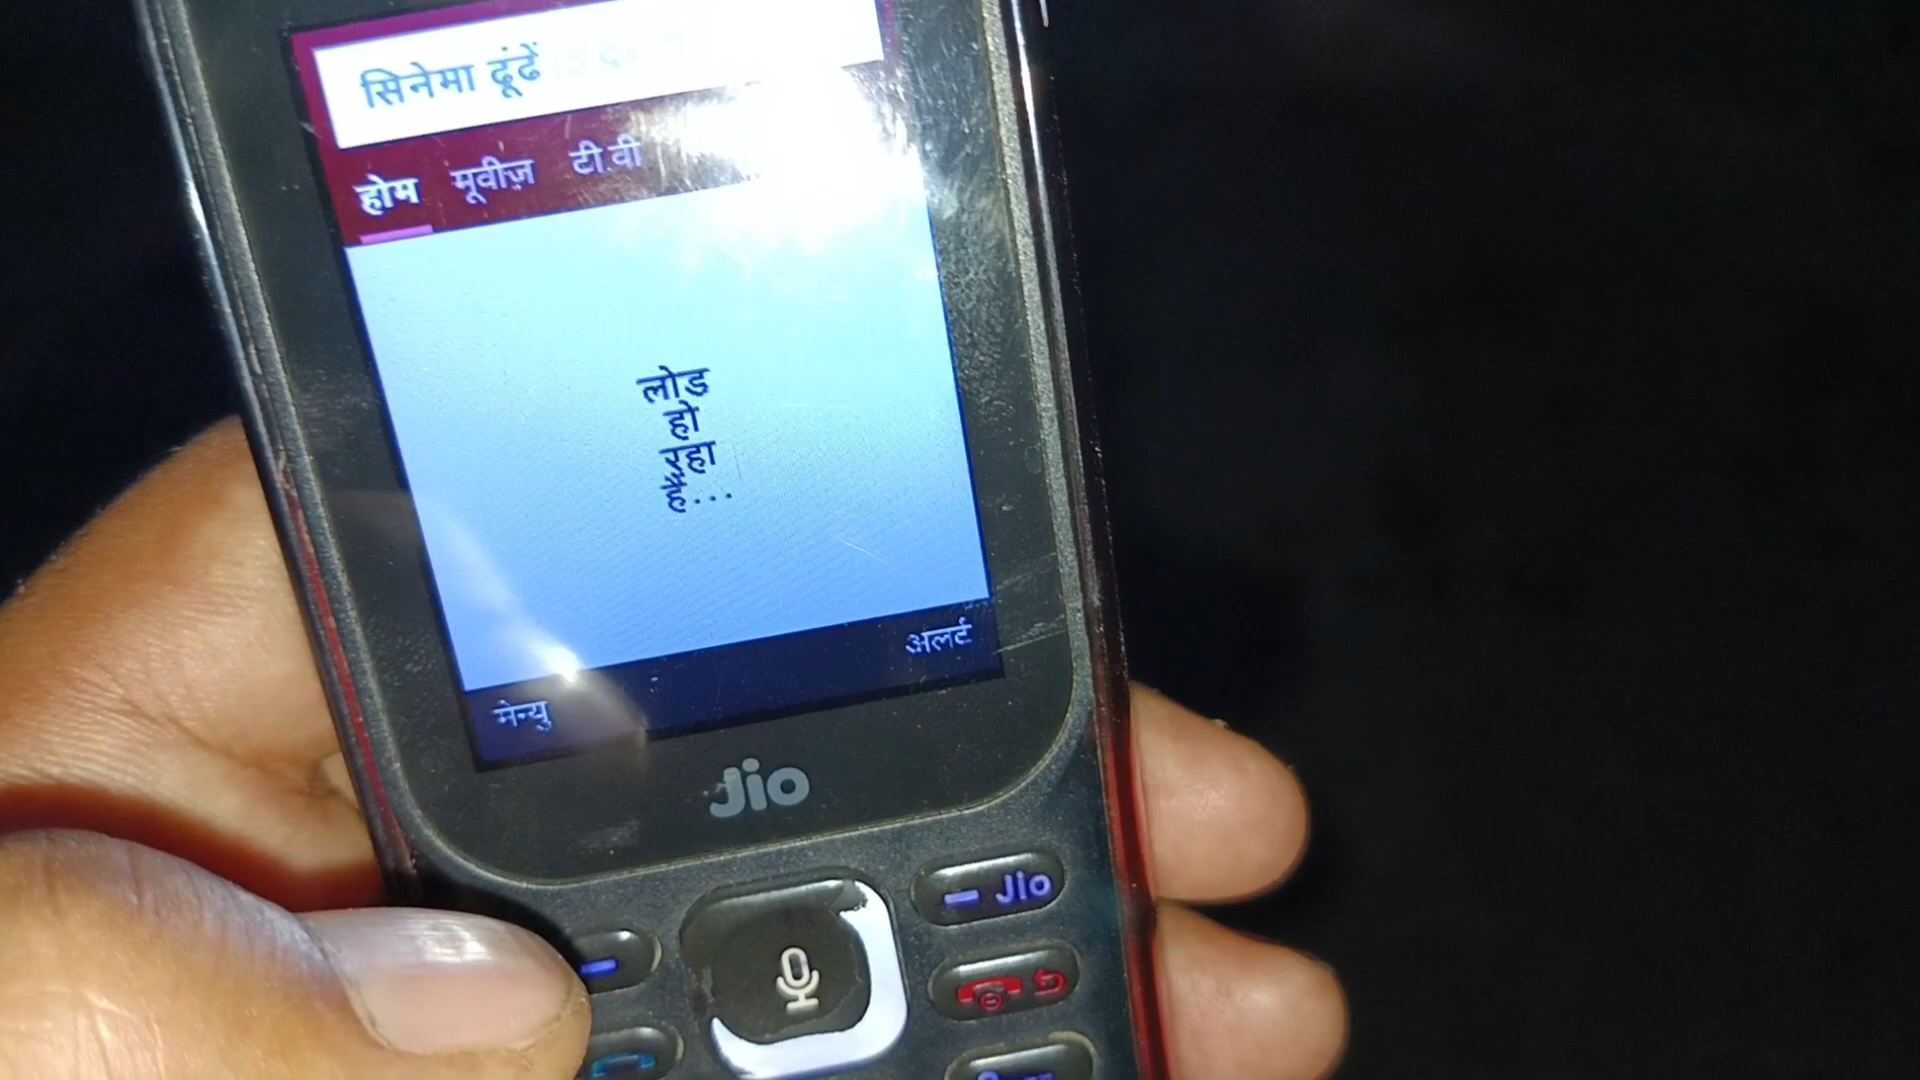 सिनेमा ढूंढें
होम मूवीज़ टी.वी
लोड
हो
रहा
है...
मेन्यु अलर्ट
Jio
Jio